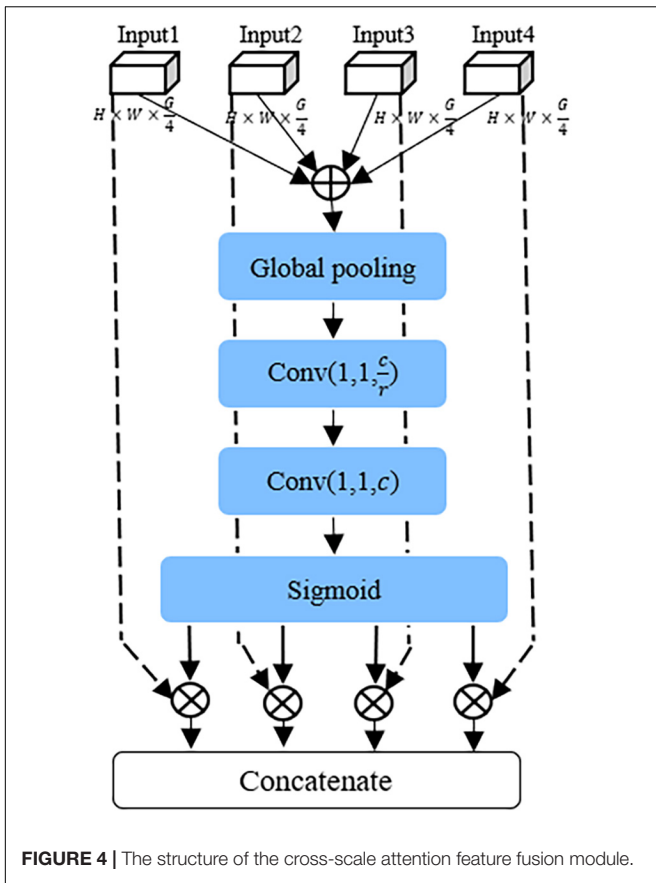 Input1 Input2 Input3 Input4
H × W × G/4 H × W × G/4 H × W × G/4 H × W × G/4
Global pooling
Conv(1,1,c/r)
Conv(1,1,c)
Sigmoid
Concatenate
FIGURE 4 | The structure of the cross-scale attention feature fusion module.